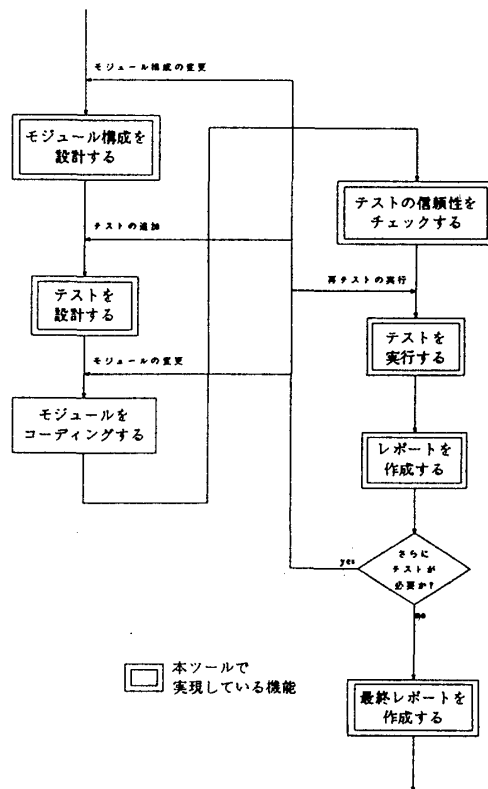 モジュール構成の変更
モジュール構成を
設計する
テストの追加
テストを
設計する
モジュールの変更
モジュールを
コーディングする
テストの信頼性を
チェックする
再テストの実行
テストを
実行する
レポートを
作成する
さらに
テストが
必要か?
yes
no
最終レポートを
作成する
本ツールで
実現している機能